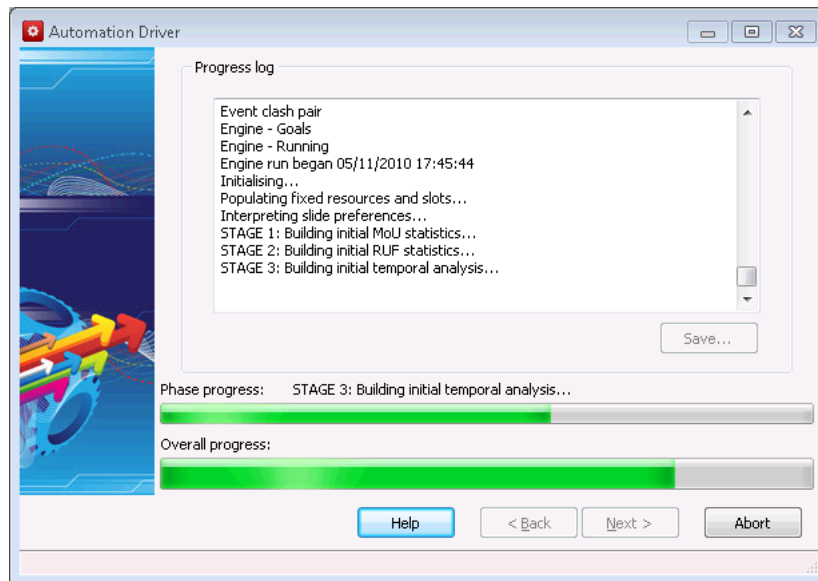 Automation Driver
Progress log
Event clash pair
Engine - Goals
Engine - Running
Engine run began 05/11/2010 17:45:44
Initialising...
Populating fixed resources and slots...
Interpreting slide preferences...
STAGE 1: Building initial MoU statistics...
STAGE 2: Building initial RUF statistics...
STAGE 3: Building initial temporal analysis...
Save...
Phase progress: STAGE 3: Building initial temporal analysis...
Overall progress:
Help < Back Next > Abort